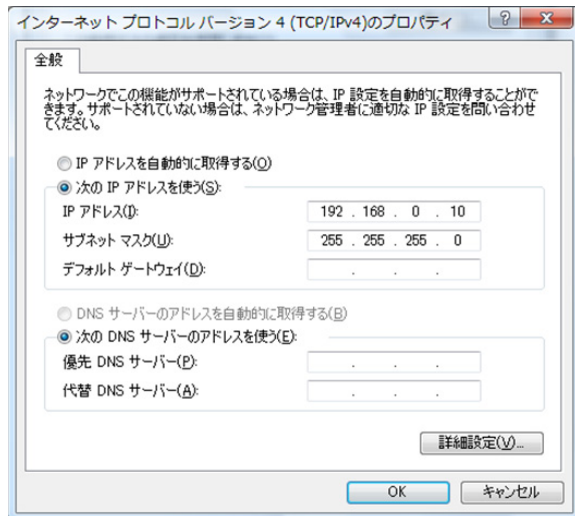 インターネット プロトコル バージョン 4 (TCP/IPv4)のプロパティ
全般
ネットワークでこの機能がサポートされている場合は、IP 設定を自動的に取得することがで
きます。サポートされていない場合は、ネットワーク管理者に適切な IP 設定を問い合わせ
てください。
IP アドレスを自動的に取得する(O)
次の IP アドレスを使う(S):
IP アドレス(I): 192 . 168 . 0 . 10
サブネット マスク(U): 255 . 255 . 255 . 0
デフォルト ゲートウェイ(D): . . .
DNS サーバーのアドレスを自動的に取得する(B)
次の DNS サーバーのアドレスを使う(E):
優先 DNS サーバー(P): . . .
代替 DNS サーバー(A): . . .
詳細設定(V)...
OK キャンセル